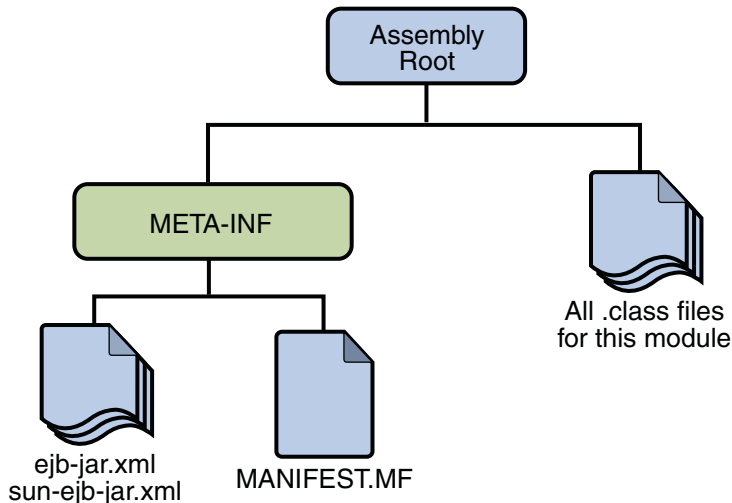 Assembly
Root
META-INF
All .class files
for this module
ejb-jar.xml
sun-ejb-jar.xml
MANIFEST.MF